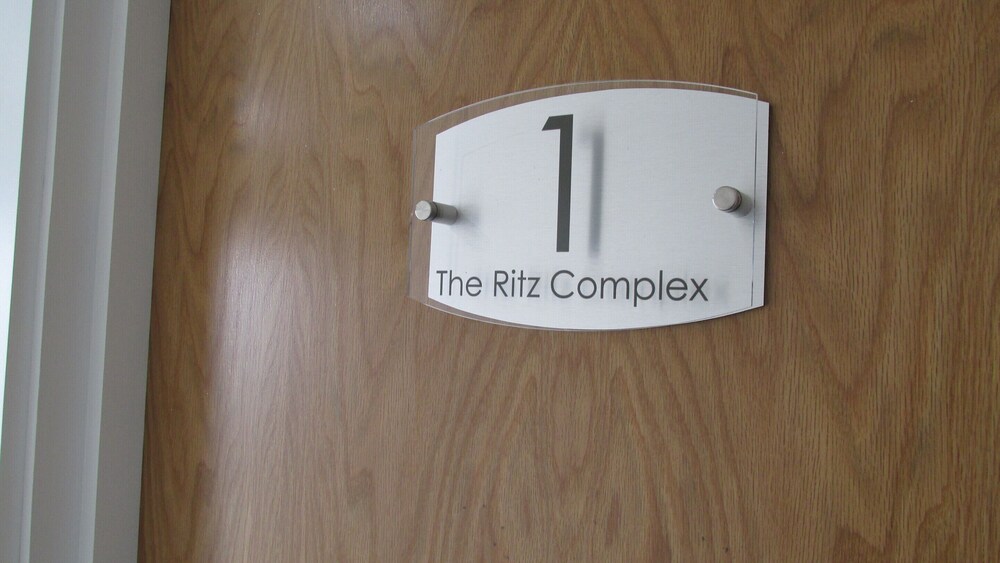 1
The Ritz Complex